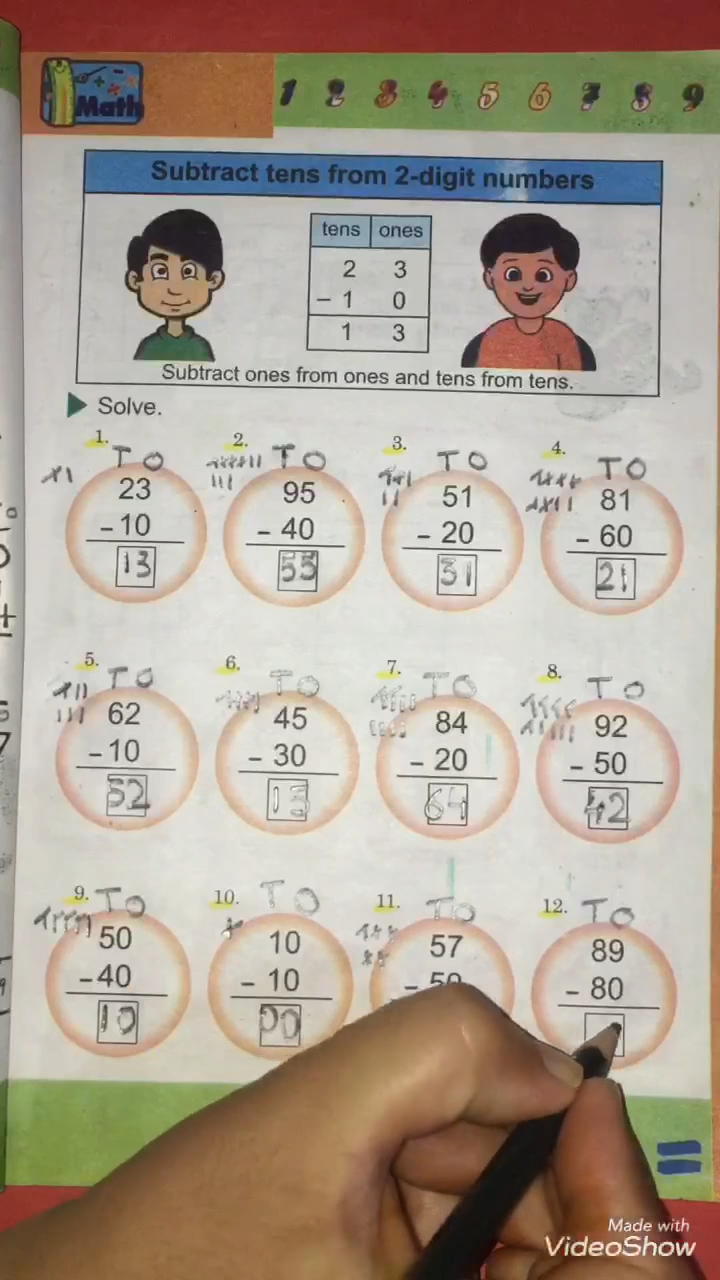 Math
1 2 3 4 5 6 7 8 9
Subtract tens from 2-digit numbers
tens ones
2 3
- 1 0
1 3
Subtract ones from ones and tens from tens.
Solve.
1. 2. 3. 4.
T O T O T O T O
23 95 51 81
- 10 - 40 - 20 - 60
13 55 31 21
5. 6. 7. 8.
T O T O T O T O
62 45 84 92
- 10 - 30 - 20 - 50
52 15 64 42
9. 10. 11. 12.
T O T O T O T O
50 10 57 89
- 40 - 10 - 50 - 80
10 00
=
Made with
VideoShow